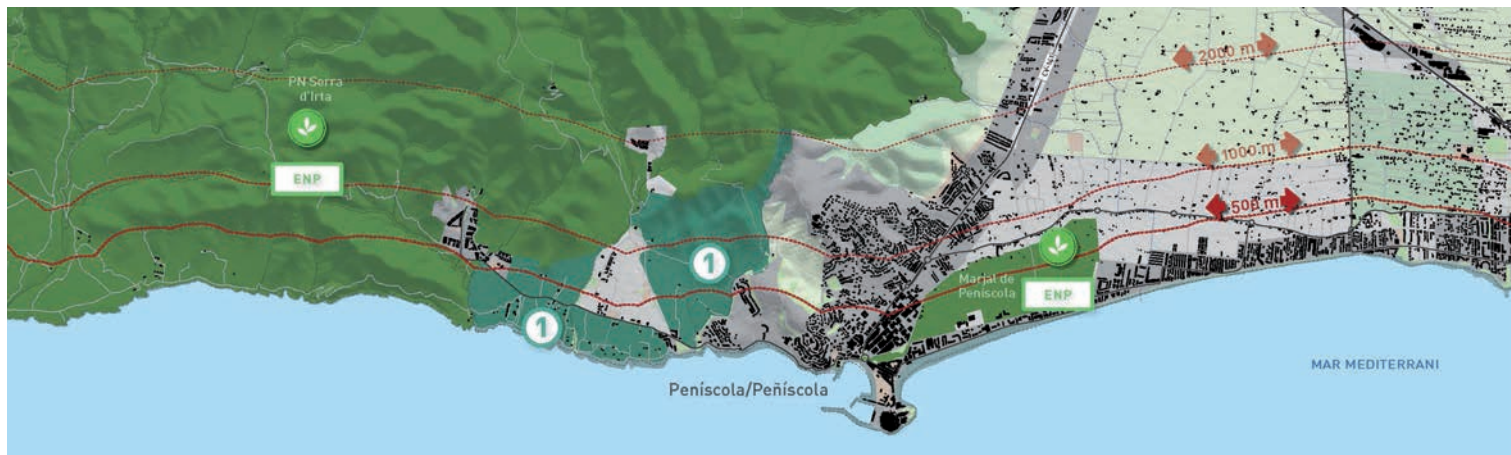 PN Serra
d'Irta
ENP
2000 m
1000 m
500 m
1
1
Marjal de
Peníscola
ENP
MAR MEDITERRANI
Peníscola/Peñíscola